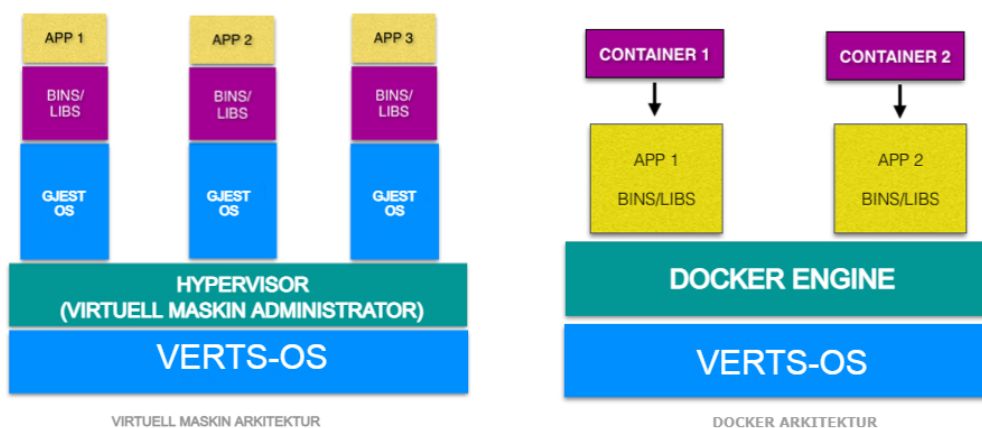 APP 1
APP 2
APP 3
BINS/
LIBS
BINS/
LIBS
BINS/
LIBS
GJEST
OS
GJEST
OS
GJEST
OS
HYPERVISOR
(VIRTUELL MASKIN ADMINISTRATOR)
VERTS-OS
VIRTUELL MASKIN ARKITEKTUR
CONTAINER 1
CONTAINER 2
APP 1
BINS/LIBS
APP 2
BINS/LIBS
DOCKER ENGINE
VERTS-OS
DOCKER ARKITEKTUR